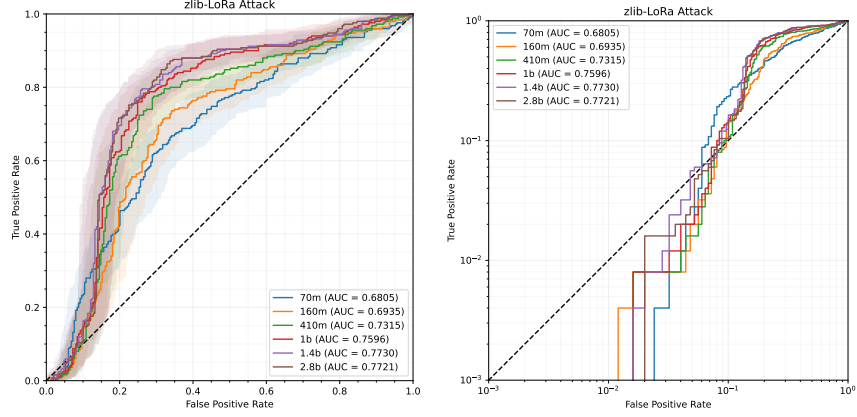 zlib-LoRa Attack
1.0
0.8
0.6
0.4
0.2
0.0
True Positive Rate
70m (AUC = 0.6805)
160m (AUC = 0.6935)
410m (AUC = 0.7315)
1b (AUC = 0.7596)
1.4b (AUC = 0.7730)
2.8b (AUC = 0.7721)
0.0 0.2 0.4 0.6 0.8 1.0
False Positive Rate
zlib-LoRa Attack
10⁰
10⁻¹
10⁻²
10⁻³
True Positive Rate
70m (AUC = 0.6805)
160m (AUC = 0.6935)
410m (AUC = 0.7315)
1b (AUC = 0.7596)
1.4b (AUC = 0.7730)
2.8b (AUC = 0.7721)
10⁻³ 10⁻² 10⁻¹ 10⁰
False Positive Rate